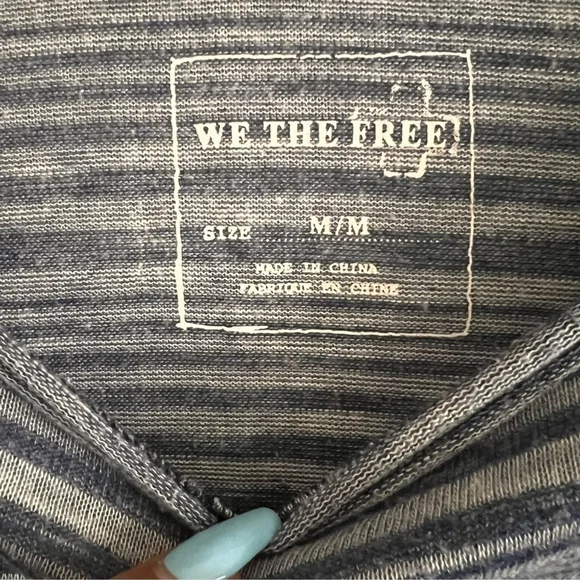 WE THE FREE
SIZE M/M
MADE IN CHINA
FABRIQUE EN CHINE